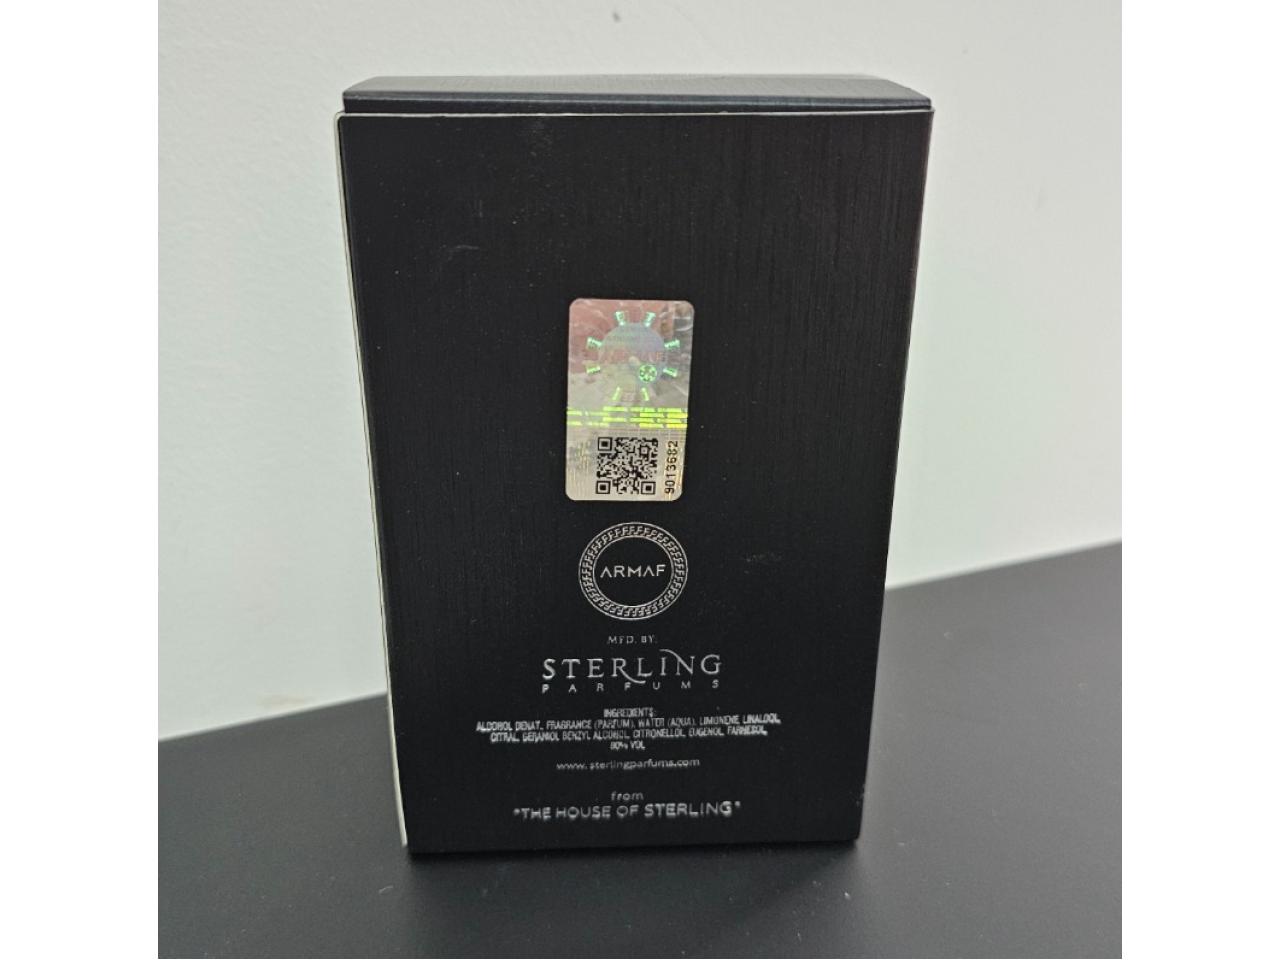 ARMAF
9013682
ARMAF
MFD. BY.
STERLING
PARFUMS
INGREDIENTS:
ALCOHOL DENAT., FRAGRANCE (PARFUM), WATER (AQUA), LIMONENE, LINALOOL,
CITRAL, GERANIOL, BENZYL ALCOHOL, CITRONELLOL, EUGENOL, FARNESOL,
80% VOL
www.sterlingparfums.com
from
"THE HOUSE OF STERLING"